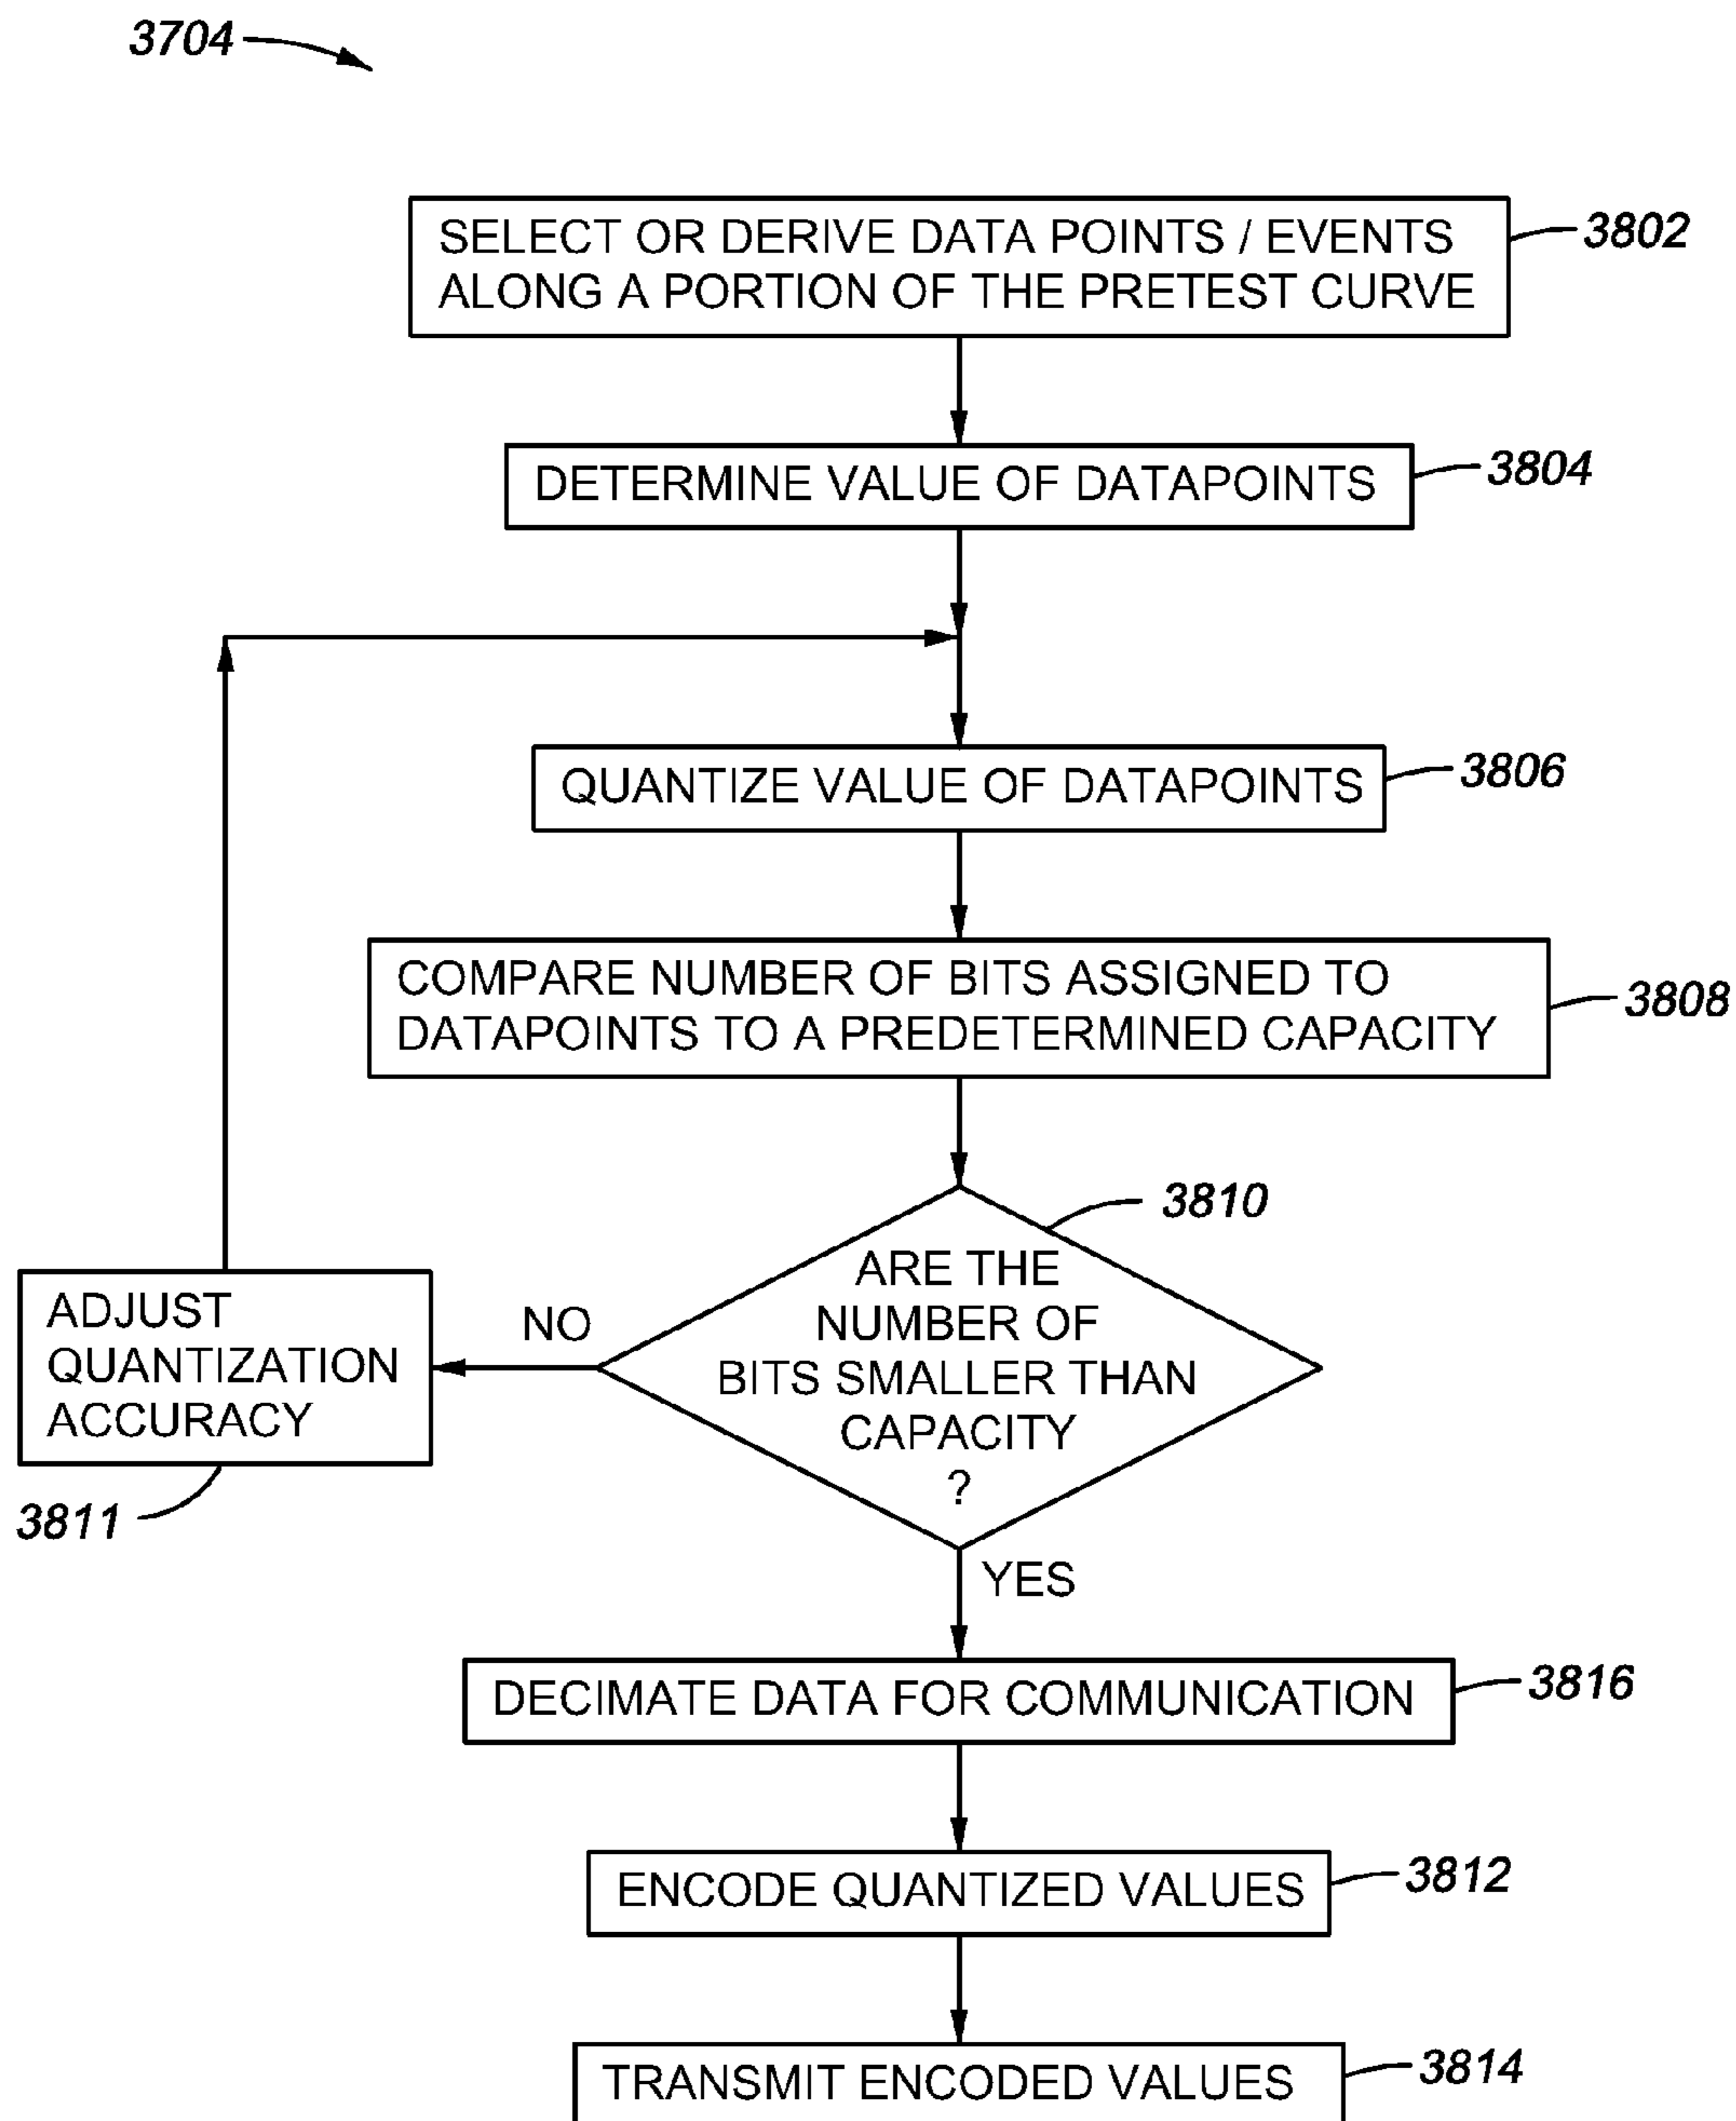 3704
SELECT OR DERIVE DATA POINTS / EVENTS
ALONG A PORTION OF THE PRETEST CURVE
3802
DETERMINE VALUE OF DATAPOINTS
3804
QUANTIZE VALUE OF DATAPOINTS
3806
COMPARE NUMBER OF BITS ASSIGNED TO
DATAPOINTS TO A PREDETERMINED CAPACITY
3808
3810
ARE THE
NUMBER OF
BITS SMALLER THAN
CAPACITY
?
NO
ADJUST
QUANTIZATION
ACCURACY
3811
YES
DECIMATE DATA FOR COMMUNICATION
3816
ENCODE QUANTIZED VALUES
3812
TRANSMIT ENCODED VALUES
3814